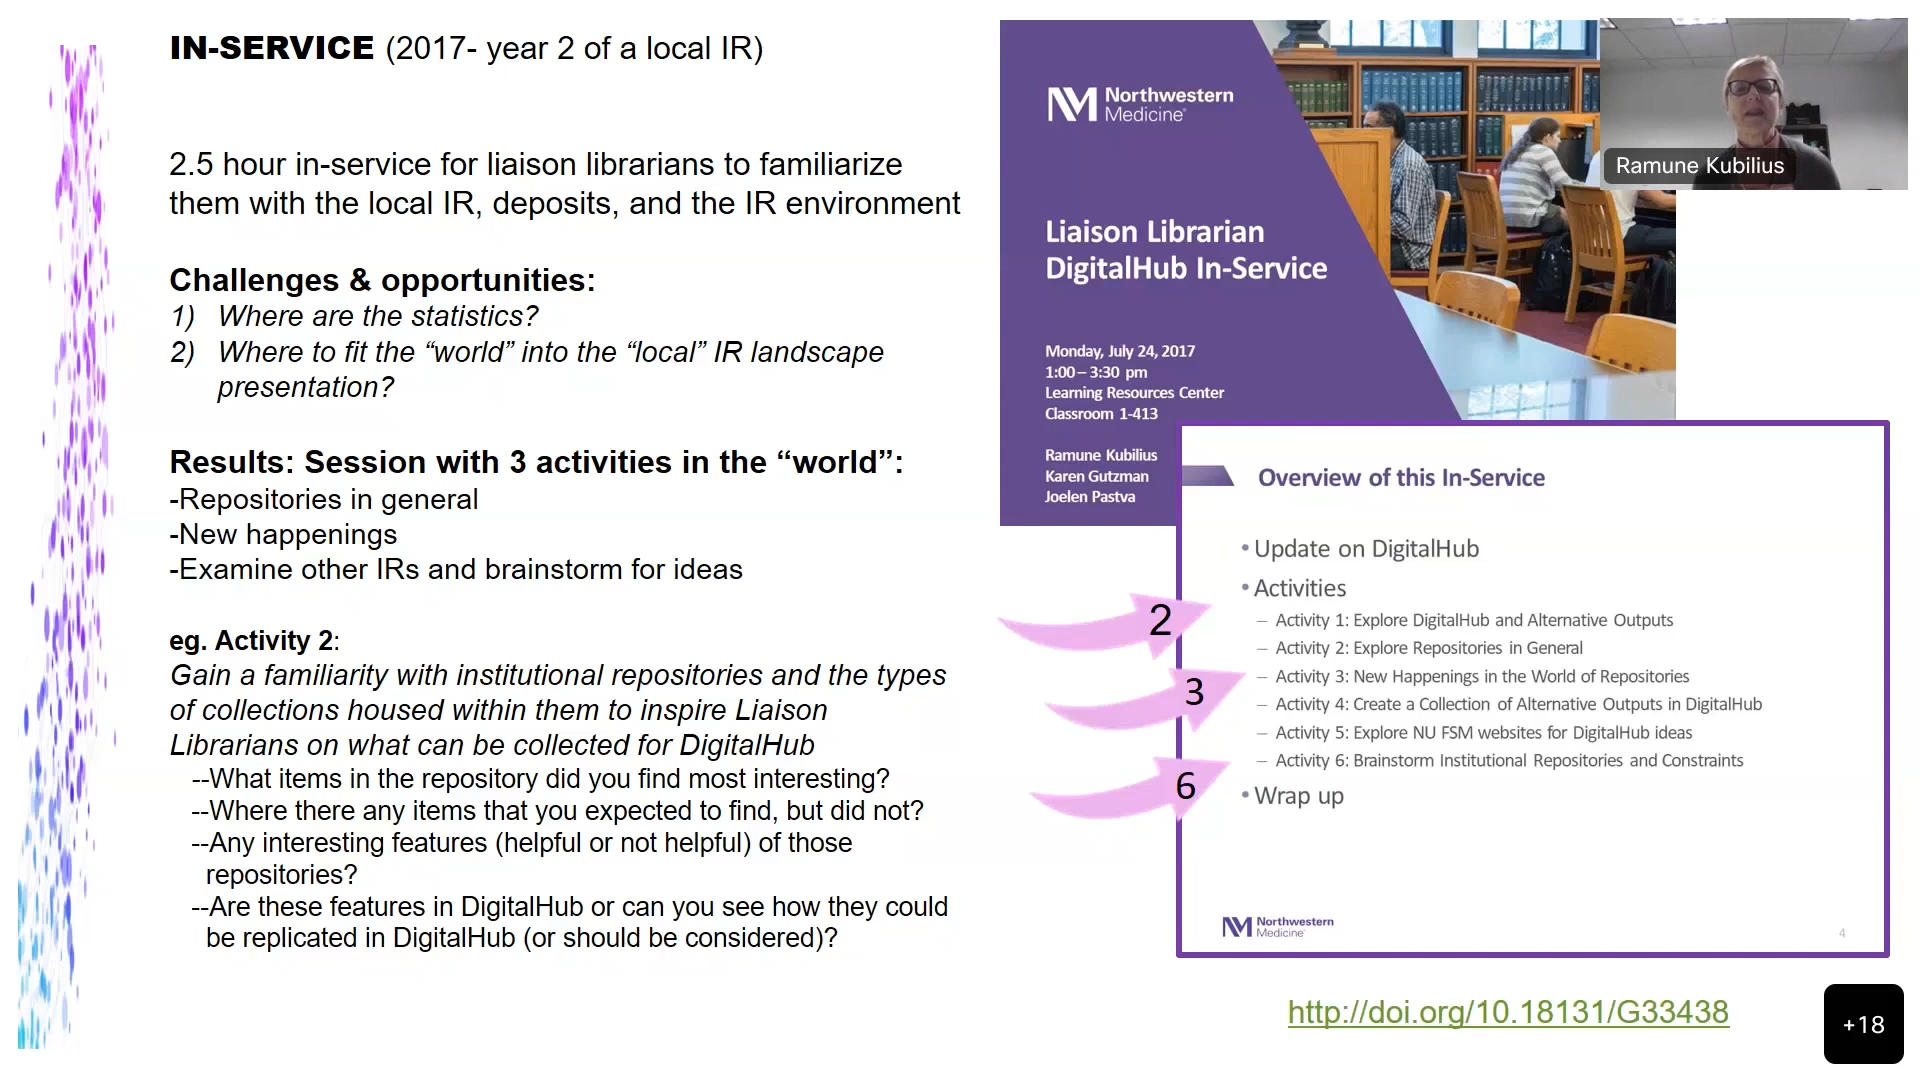 IN-SERVICE (2017- year 2 of a local IR)
2.5 hour in-service for liaison librarians to familiarize
them with the local IR, deposits, and the IR environment
Challenges & opportunities:
1) Where are the statistics?
2) Where to fit the “world” into the “local” IR landscape
presentation?
Results: Session with 3 activities in the “world”:
-Repositories in general
-New happenings
-Examine other IRs and brainstorm for ideas
eg. Activity 2:
Gain a familiarity with institutional repositories and the types
of collections housed within them to inspire Liaison
Librarians on what can be collected for DigitalHub
--What items in the repository did you find most interesting?
--Where there any items that you expected to find, but did not?
--Any interesting features (helpful or not helpful) of those
repositories?
--Are these features in DigitalHub or can you see how they could
be replicated in DigitalHub (or should be considered)?
NM Northwestern
Medicine®
Liaison Librarian
DigitalHub In-Service
Monday, July 24, 2017
1:00 – 3:30 pm
Learning Resources Center
Classroom 1-413
Ramune Kubilius
Karen Gutzman
Joelen Pastva
Ramune Kubilius
Overview of this In-Service
• Update on DigitalHub
• Activities
– Activity 1: Explore DigitalHub and Alternative Outputs
– Activity 2: Explore Repositories in General
– Activity 3: New Happenings in the World of Repositories
– Activity 4: Create a Collection of Alternative Outputs in DigitalHub
– Activity 5: Explore NU FSM websites for DigitalHub ideas
– Activity 6: Brainstorm Institutional Repositories and Constraints
• Wrap up
2
3
6
NM Northwestern
Medicine®
4
http://doi.org/10.18131/G33438
+18